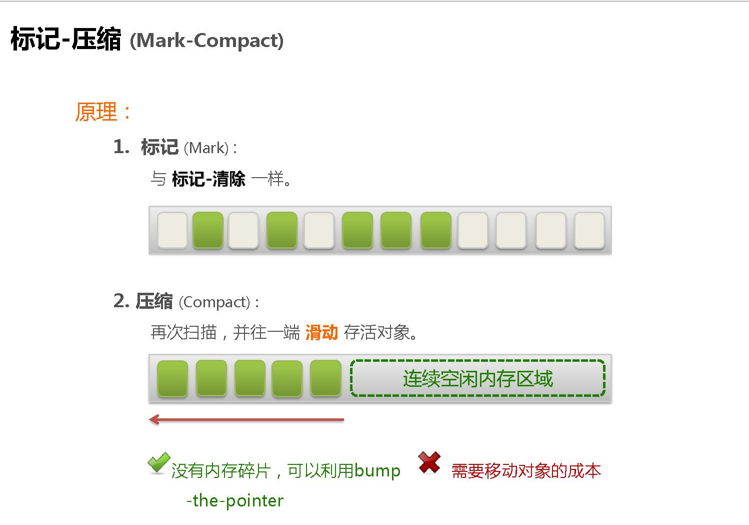 标记-压缩 (Mark-Compact)
原理：
1. 标记 (Mark) :
与 标记-清除 一样。
2. 压缩 (Compact) :
再次扫描，并往一端 滑动 存活对象。
连续空闲内存区域
没有内存碎片，可以利用bump
-the-pointer
需要移动对象的成本